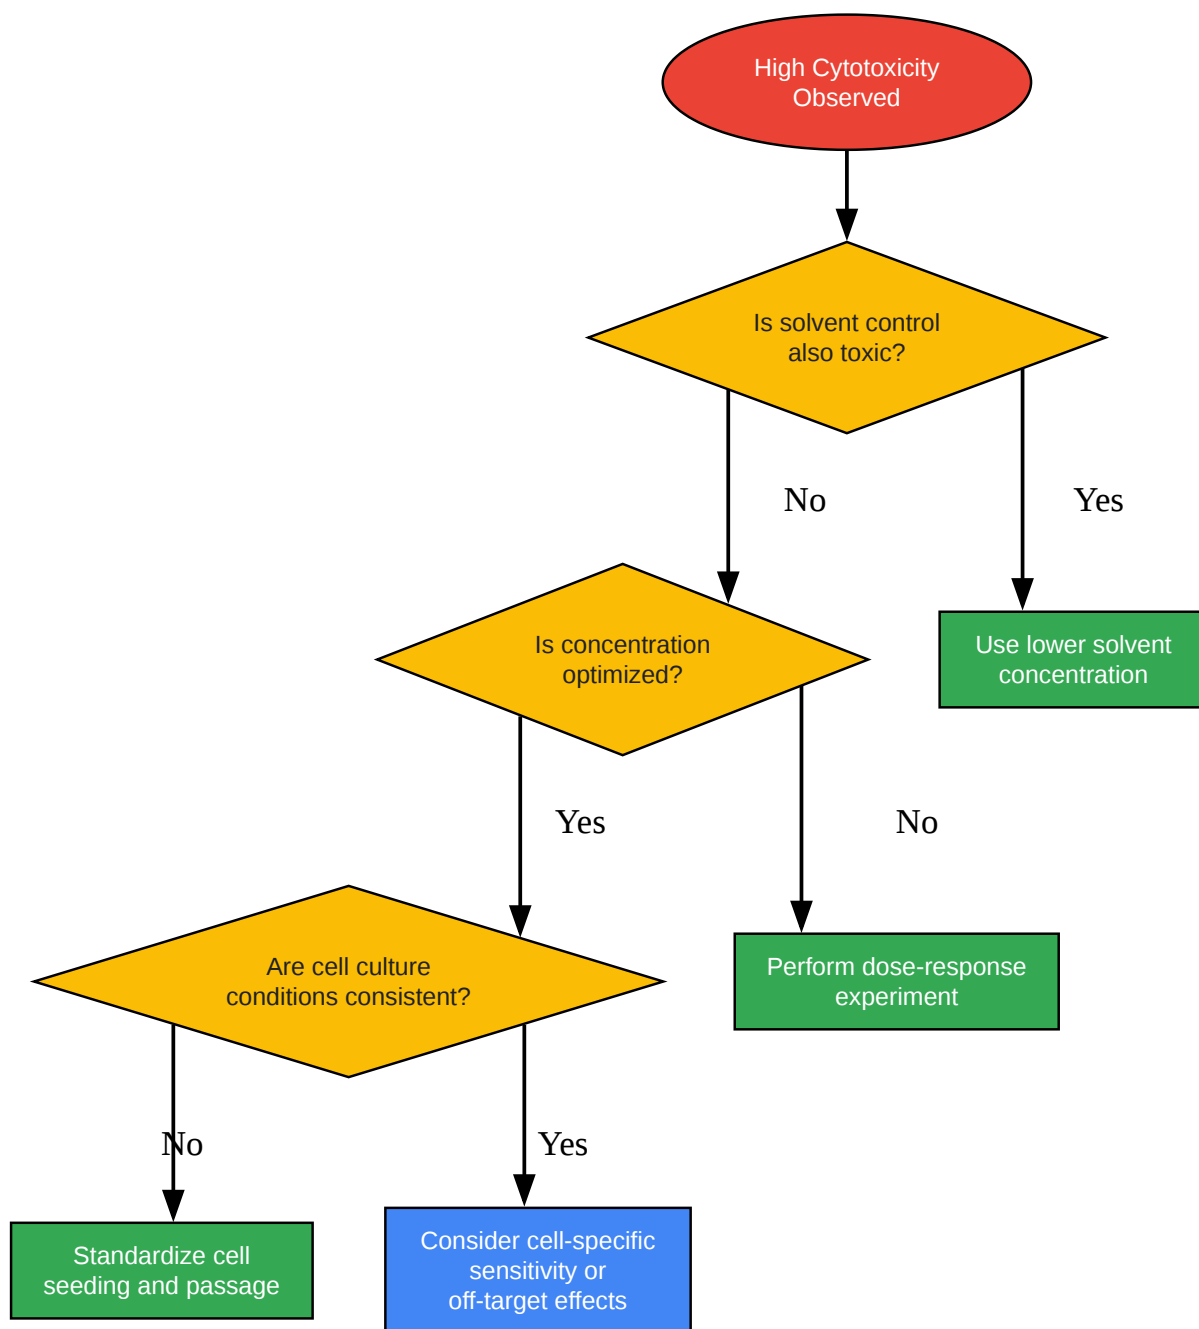 High Cytotoxicity
Observed
Is solvent control
also toxic?
No
Yes
Is concentration
optimized?
Use lower solvent
concentration
Yes
No
Are cell culture
conditions consistent?
Perform dose-response
experiment
No
Yes
Standardize cell
seeding and passage
Consider cell-specific
sensitivity or
off-target effects